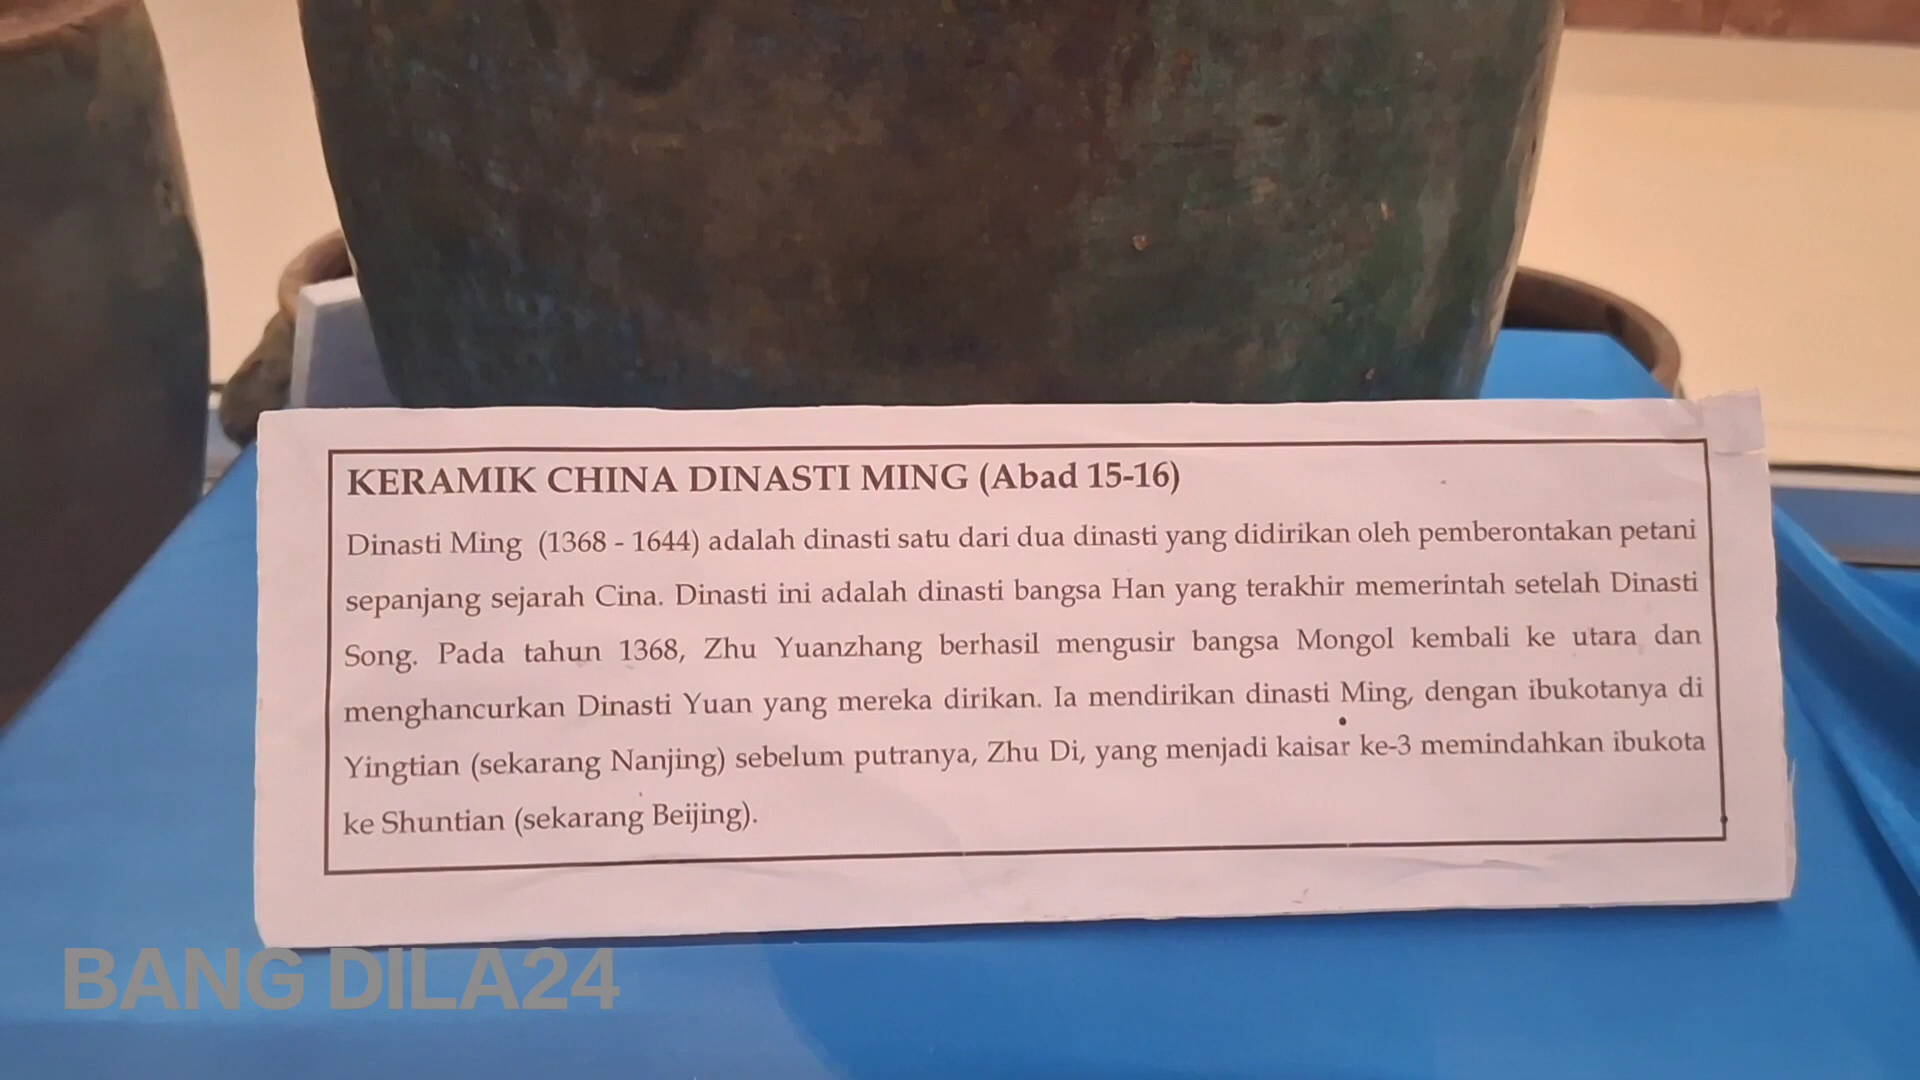 KERAMIK CHINA DINASTI MING (Abad 15-16)
Dinasti Ming (1368 - 1644) adalah dinasti satu dari dua dinasti yang didirikan oleh pemberontakan petani
sepanjang sejarah Cina. Dinasti ini adalah dinasti bangsa Han yang terakhir memerintah setelah Dinasti
Song. Pada tahun 1368, Zhu Yuanzhang berhasil mengusir bangsa Mongol kembali ke utara dan
menghancurkan Dinasti Yuan yang mereka dirikan. Ia mendirikan dinasti Ming, dengan ibukotanya di
Yingtian (sekarang Nanjing) sebelum putranya, Zhu Di, yang menjadi kaisar ke-3 memindahkan ibukota
ke Shuntian (sekarang Beijing).
BANG DILA24